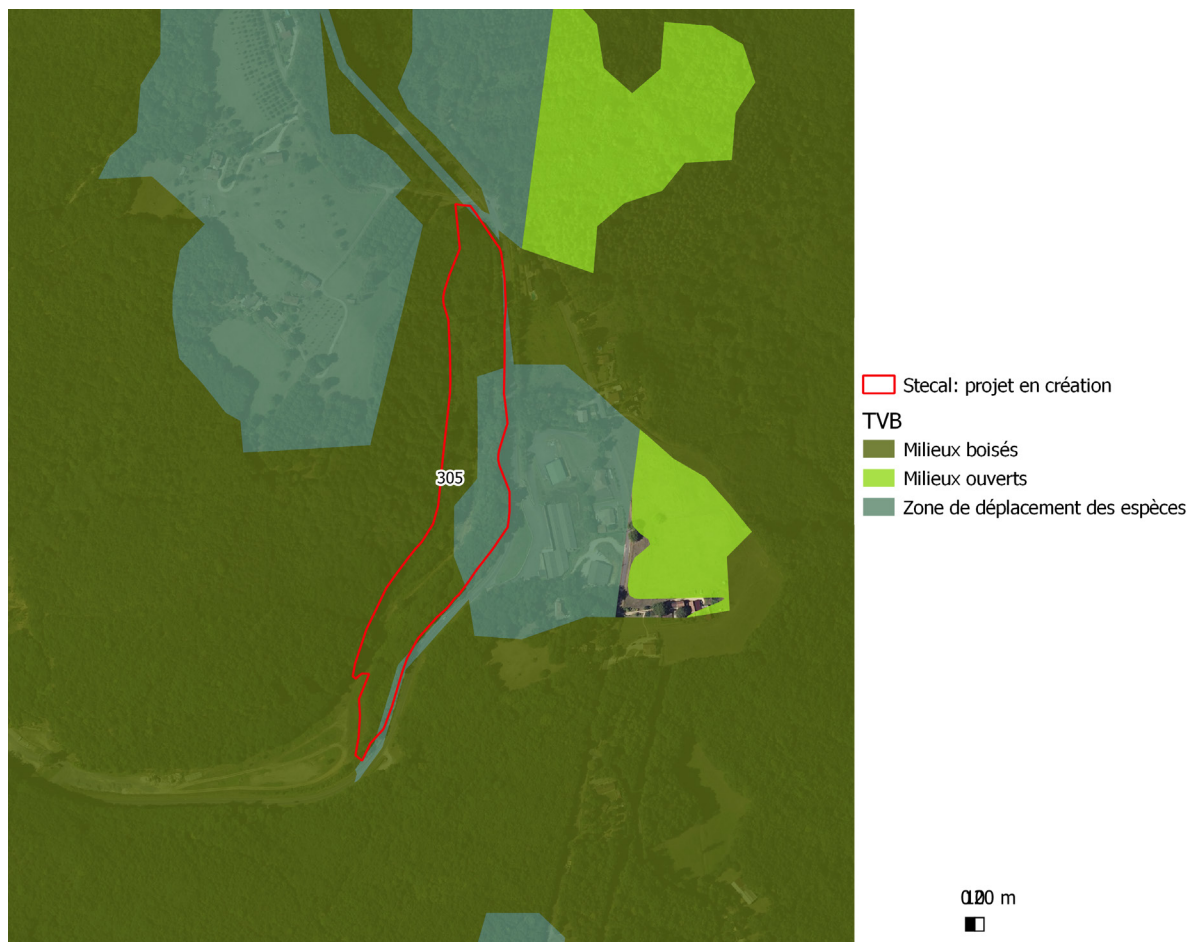 305
Stecal: projet en création
TVB
Milieux boisés
Milieux ouverts
Zone de déplacement des espèces
m